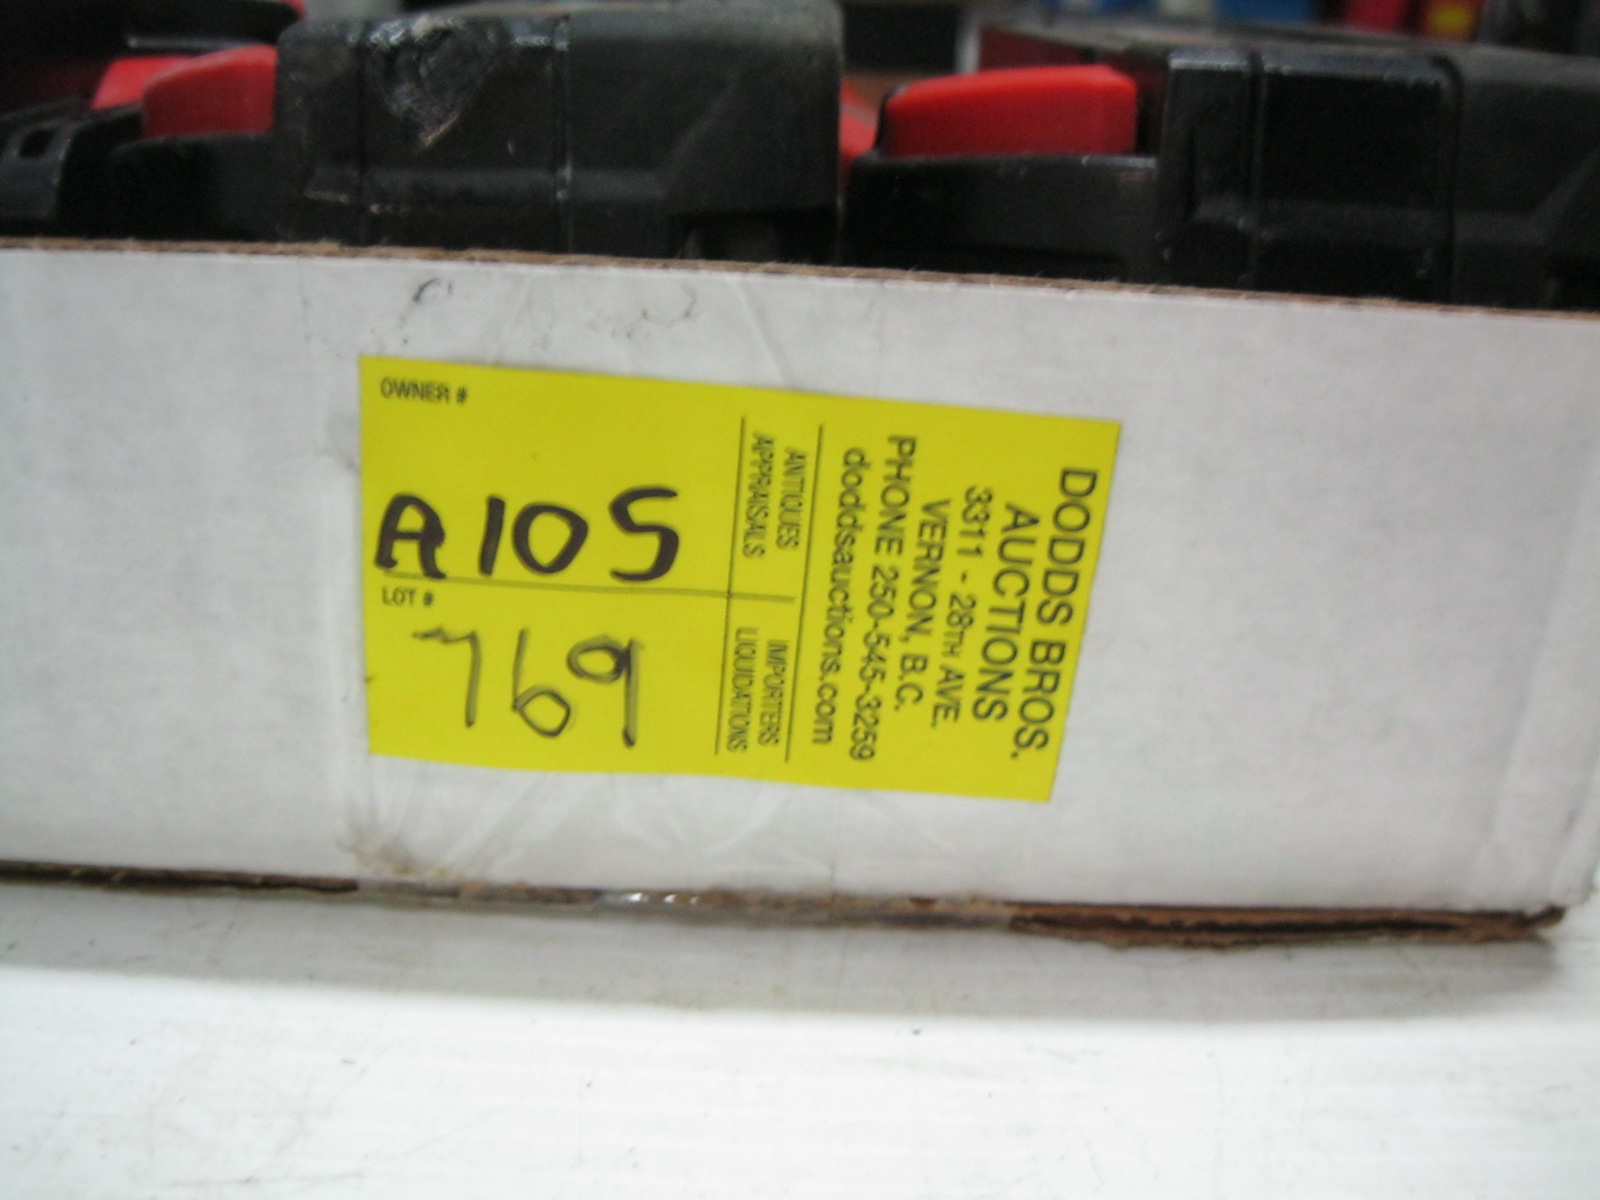 OWNER #
A105
LOT #
769
DODDS BROS.
AUCTIONS
3311 - 28TH AVE.
VERNON, B.C.
PHONE 250-545-3259
doddsauctions.com
ANTIQUES
APPRAISALS
IMPORTERS
LIQUIDATIONS